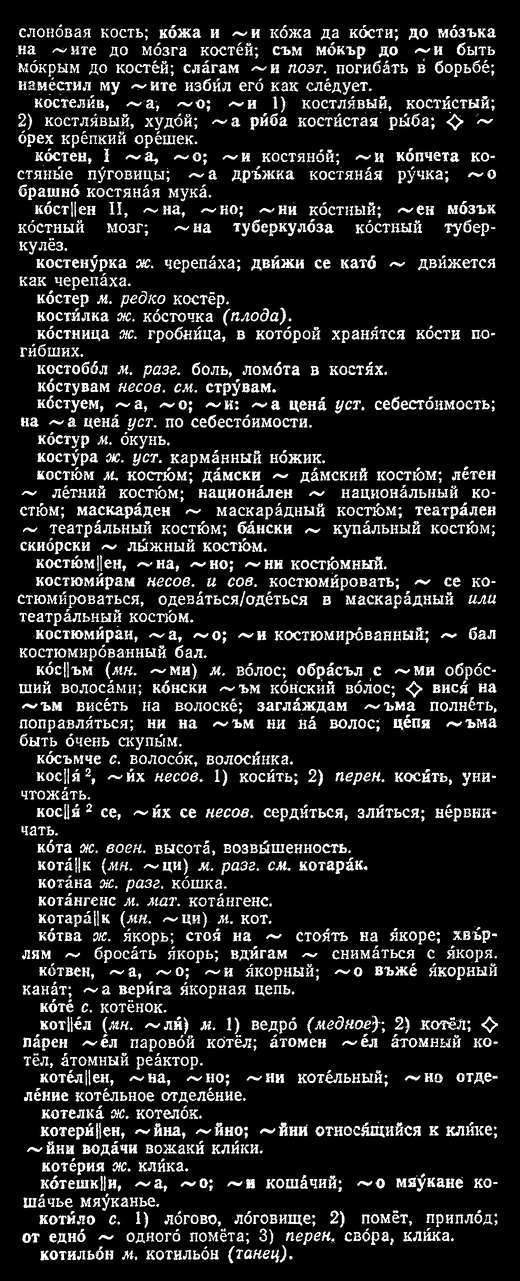 слоно́вая кость; ко́жа и ~и ко́жа да ко́сти; до мо́зъка
на ~ите до мо́зга косте́й; съм мо́кър до ~и быть
мо́крым до косте́й; сла́гам ~и поэт. погиба́ть в борьбе́;
наме́стил му ~ите изби́л его́ как сле́дует.
костели́в, ~а, ~о; ~и 1) костля́вый, кости́стый;
2) костля́вый, худо́й; ~а ри́ба кости́стая ры́ба; ◇ ~
о́рех кре́пкий оре́шек.
ко́стен, I ~а, ~о; ~и костяно́й; ~и ко́пчета ко-
стяны́е пу́говицы; ~а дръ́жка костяна́я ру́чка; ~о
брашно́ костяна́я мука́.
ко́ст||ен II, ~на, ~но; ~ни ко́стный; ~ен мо́зък
ко́стный мозг; ~на туберкуло́за ко́стный тубер-
кулёз.
костену́рка ж. черепа́ха; дви́жи се като́ ~ дви́жется
как черепа́ха.
ко́стер м. редко костёр.
кости́лка ж. ко́сточка (плода).
ко́стница ж. гробни́ца, в кото́рой храня́тся ко́сти по-
ги́бших.
костобо́л м. разг. боль, ломо́та в костя́х.
ко́стувам несов. см. стру́вам.
ко́стуем, ~а, ~о; ~и: ~а цена́ уст. себесто́имость;
на ~а цена́ уст. по себесто́имости.
ко́стур м. о́кунь.
косту́ра ж. уст. карма́нный но́жик.
костю́м м. костю́м; да́мски ~ да́мский костю́м; ле́тен
~ ле́тний костю́м; национа́лен ~ национа́льный ко-
стю́м; маскара́ден ~ маскара́дный костю́м; театра́лен
~ театра́льный костю́м; ба́нски ~ купа́льный костю́м;
скио́рски ~ лы́жный костю́м.
костю́м||ен, ~на, ~но; ~ни костю́мный.
костюми́рам несов. и сов. костюми́ровать; ~ се ко-
стюми́роваться, одева́ться/оде́ться в маскара́дный или
театра́льный костю́м.
костюми́ран, ~а, ~о; ~и костюмиро́ванный; ~ бал
костюмиро́ванный бал.
ко́с||ъм (мн. ~ми) м. во́лос; обра́съл с ~ми обро́с-
ший волоса́ми; ко́нски ~ъм ко́нский во́лос; ◇ вися́ на
~ъм висе́ть на волоске́; загла́ждам ~ъма полне́ть,
поправля́ться; ни на ~ъм ни на́ волос; це́пя ~ъма
быть о́чень скупы́м.
ко́съмче с. волосо́к, волоси́нка.
кос||я́ ², ~и́х несов. 1) коси́ть; 2) перен. коси́ть, уни-
чтожа́ть.
кос||я́ ² се, ~и́х се несов. серди́ться, зли́ться; не́рвни-
чать.
ко́та ж. воен. высота́, возвы́шенность.
кота́||к (мн. ~ци) м. разг. см. котара́к.
кота́на ж. разг. ко́шка.
кота́нгенс м. мат. кота́нгенс.
котара́||к (мн. ~ци) м. кот.
ко́тва ж. я́корь; стоя́ на ~ стоя́ть на я́коре; хвъ́р-
лям ~ броса́ть я́корь; вди́гам ~ снима́ться с я́коря.
ко́твен, ~а, ~о; ~и я́корный; ~о въже́ я́корный
кана́т; ~а вери́га я́корная цепь.
коте́ с. котёнок.
кот||е́л (мн. ~ли́) м. 1) ведро́ (медное); 2) котёл; ◇
па́рен ~е́л парово́й котёл; а́томен ~е́л а́томный ко-
тёл, а́томный реа́ктор.
коте́л||ен, ~на, ~но; ~ни коте́льный; ~но отде-
ле́ние коте́льное отделе́ние.
котелка́ ж. котело́к.
котери́||ен, ~йна, ~йно; ~йни относя́щийся к кли́ке;
~йни вода́чи вожаки́ кли́ки.
коте́рия ж. кли́ка.
ко́тешк||и, ~а, ~о; ~и коша́чий; ~о мяу́кане ко-
ша́чье мяу́канье.
коти́ло с. 1) ло́гово, ло́говище; 2) помёт, припло́д;
от едно́ ~ одного́ помёта; 3) перен. сво́ра, кли́ка.
котильо́н м. котильо́н (танец).